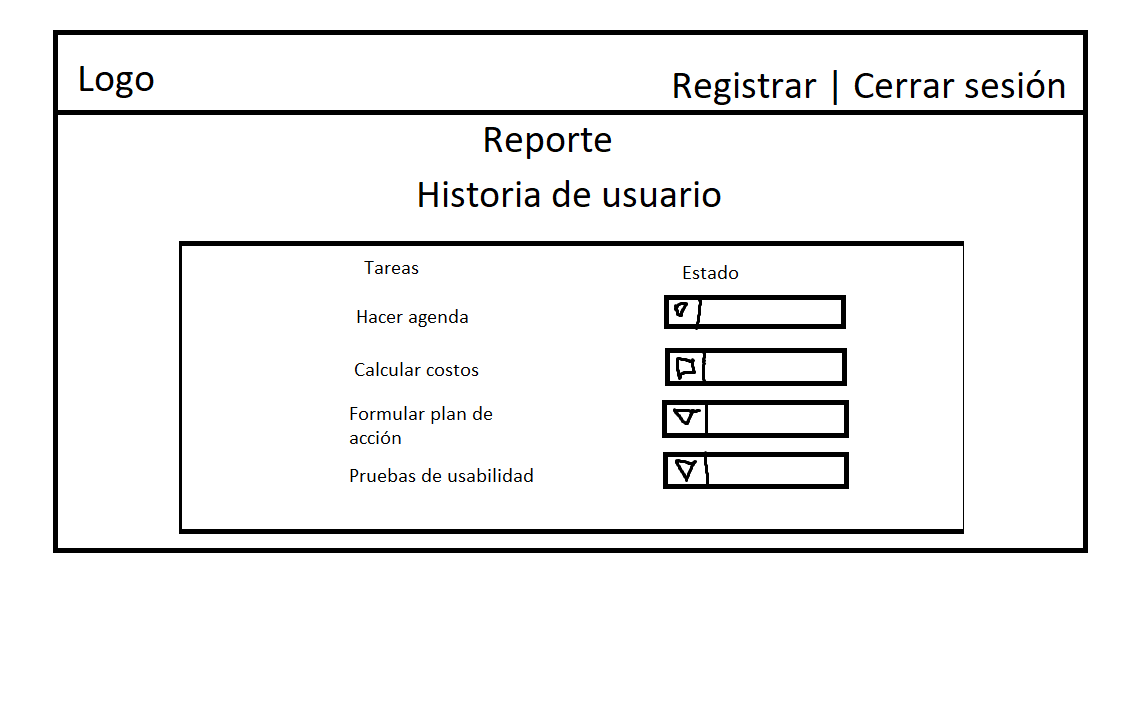 Logo
Registrar | Cerrar sesión
Reporte
Historia de usuario
Tareas
Estado
Hacer agenda
Calcular costos
Formular plan de
acción
Pruebas de usabilidad